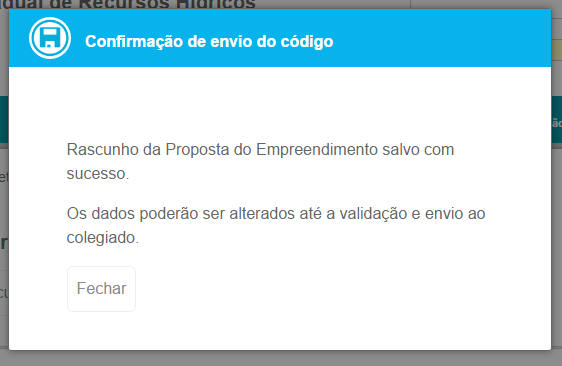 dual de Recursos Hídricos
Confirmação de envio do código
Rascunho da Proposta do Empreendimento salvo com
sucesso.
Os dados poderão ser alterados até a validação e envio ao
colegiado.
Fechar